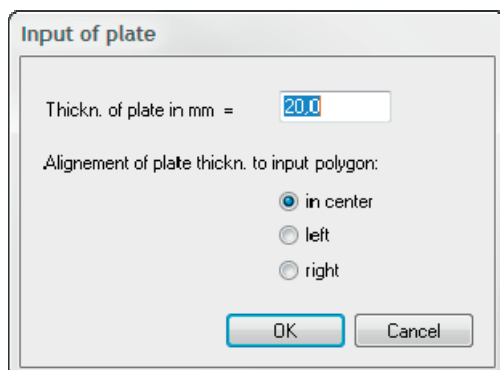 Input of plate
Thickn. of plate in mm =
20,0
Alignement of plate thickn. to input polygon:
in center
left
right
OK
Cancel